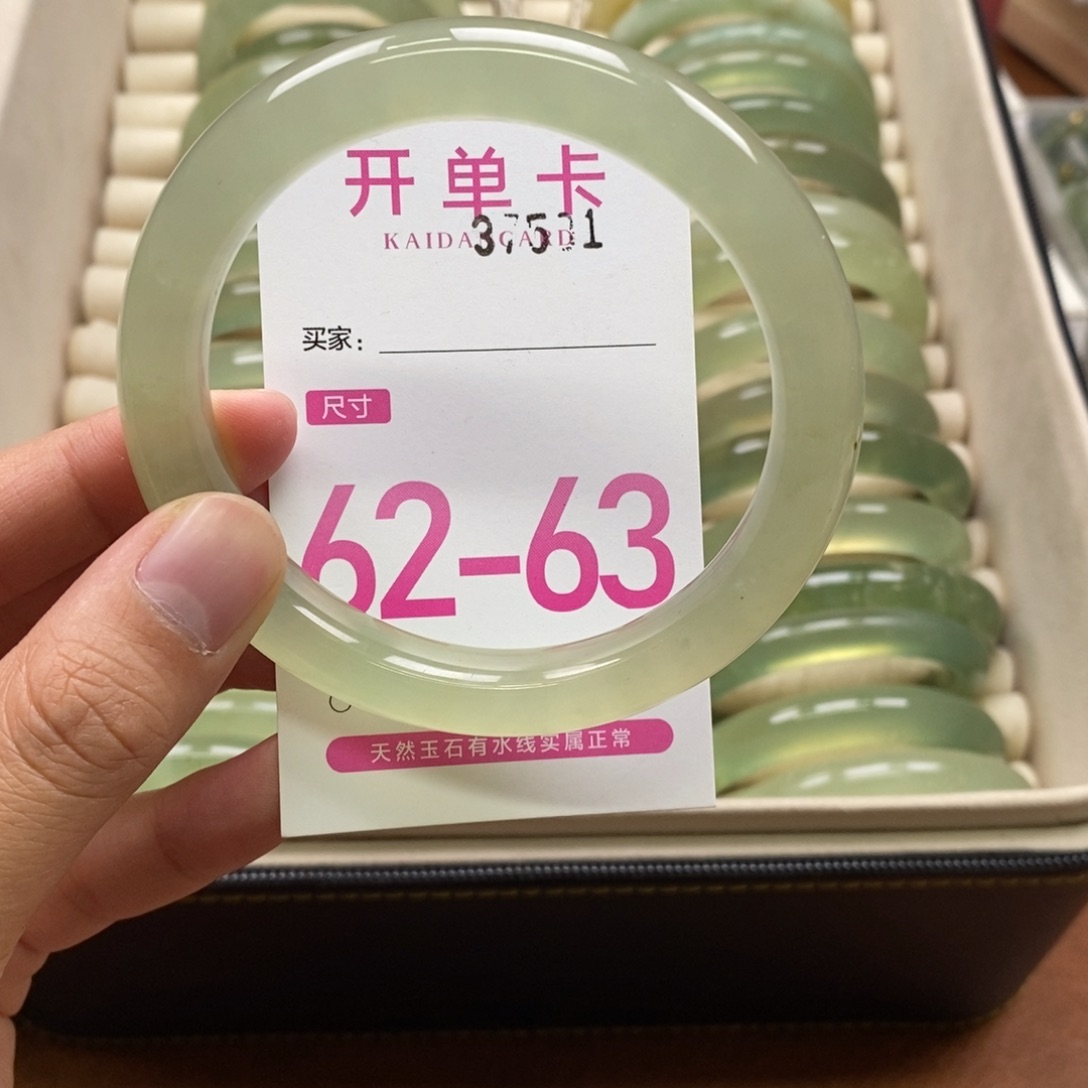 开单卡
KAIDAN CARD
买家：
尺寸
62-63
天然玉石有水线实属正常